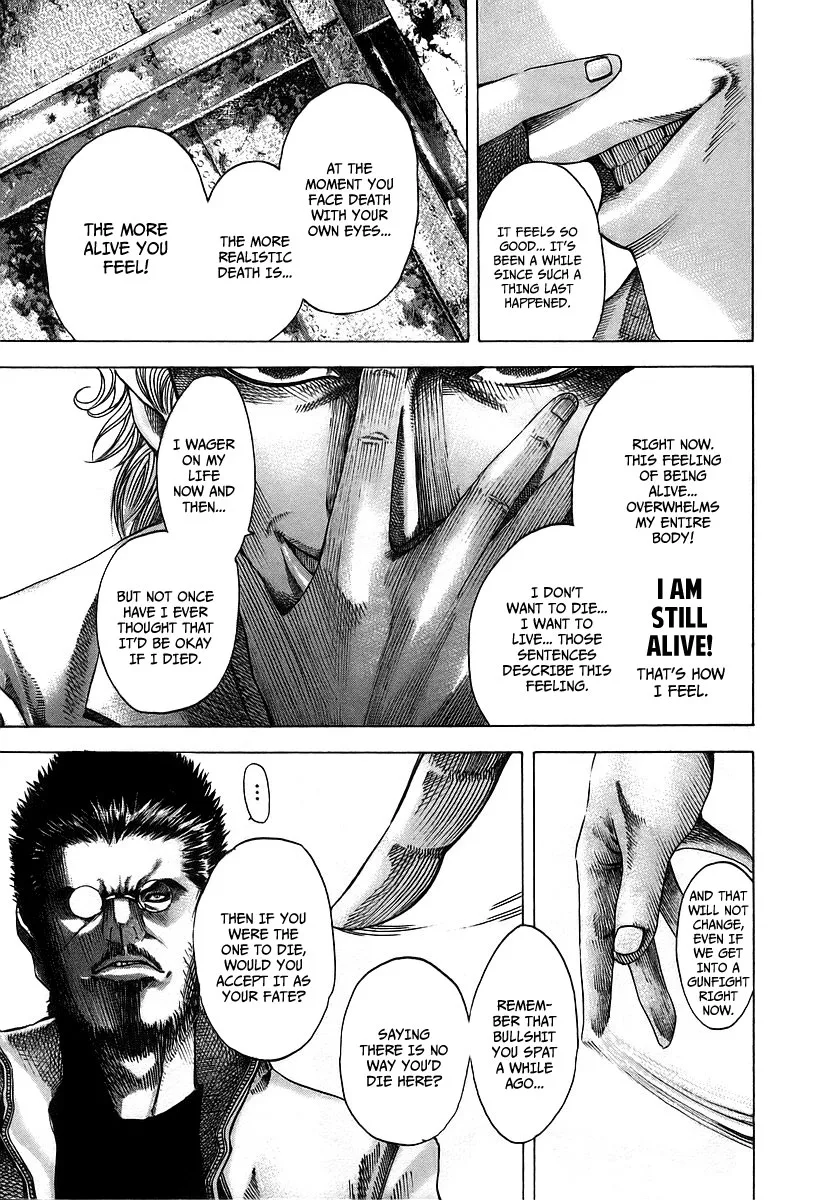 IT FEELS SO
GOOD... IT'S
BEEN A WHILE
SINCE SUCH A
THING LAST
HAPPENED.
AT THE
MOMENT YOU
FACE DEATH
WITH YOUR
OWN EYES...
THE MORE
REALISTIC
DEATH IS...
THE MORE
ALIVE YOU
FEEL!
RIGHT NOW.
THIS FEELING
OF BEING
ALIVE...
OVERWHELMS
MY ENTIRE
BODY!
I AM
STILL
ALIVE!
THAT'S HOW
I FEEL.
I DON'T
WANT TO DIE...
I WANT TO
LIVE... THOSE
SENTENCES
DESCRIBE THIS
FEELING.
I WAGER
ON MY
LIFE
NOW AND
THEN...
BUT NOT ONCE
HAVE I EVER
THOUGHT THAT
IT'D BE OKAY
IF I DIED.
AND THAT
WILL NOT
CHANGE,
EVEN IF
WE GET
INTO A
GUNFIGHT
RIGHT
NOW.
REMEM-
BER THAT
BULLSHIT
YOU SPAT
A WHILE
AGO...
SAYING
THERE IS NO
WAY YOU'D
DIE HERE?
THEN IF YOU
WERE THE
ONE TO DIE,
WOULD YOU
ACCEPT IT AS
YOUR FATE?
...